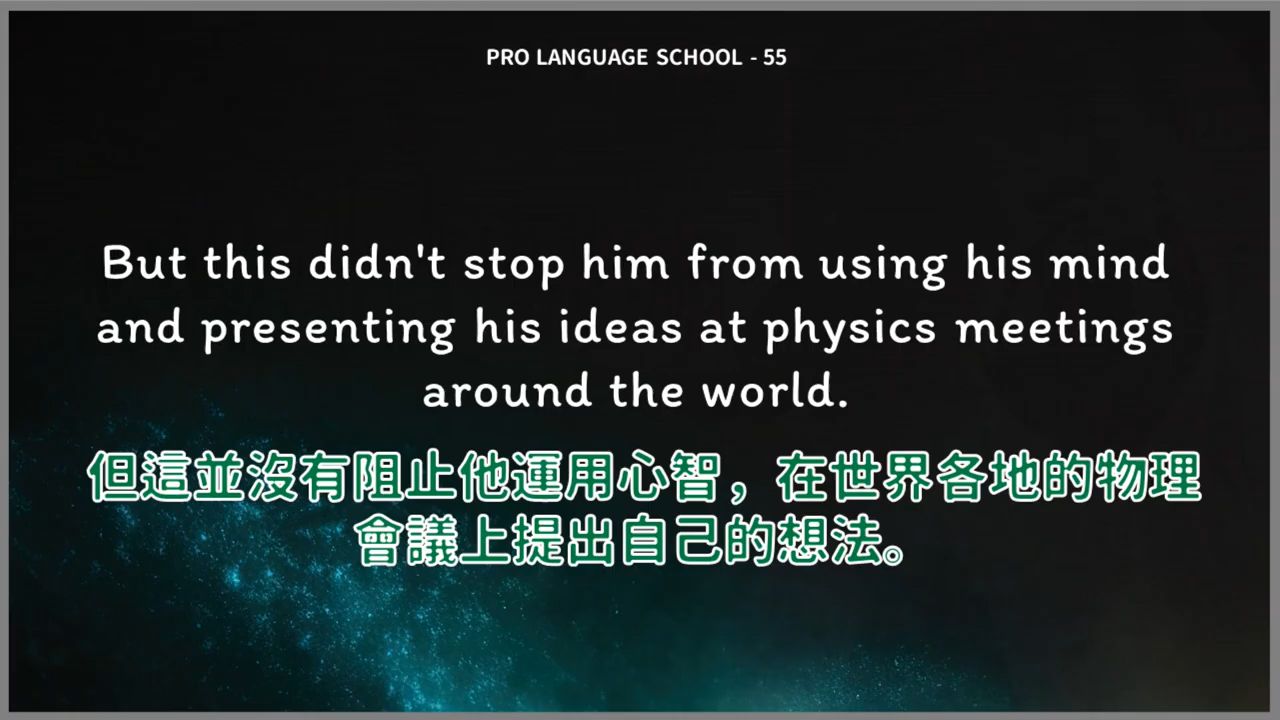 PRO LANGUAGE SCHOOL - 55
But this didn't stop him from using his mind
and presenting his ideas at physics meetings
around the world.
但這並沒有阻止他運用心智，在世界各地的物理
會議上提出自己的想法。